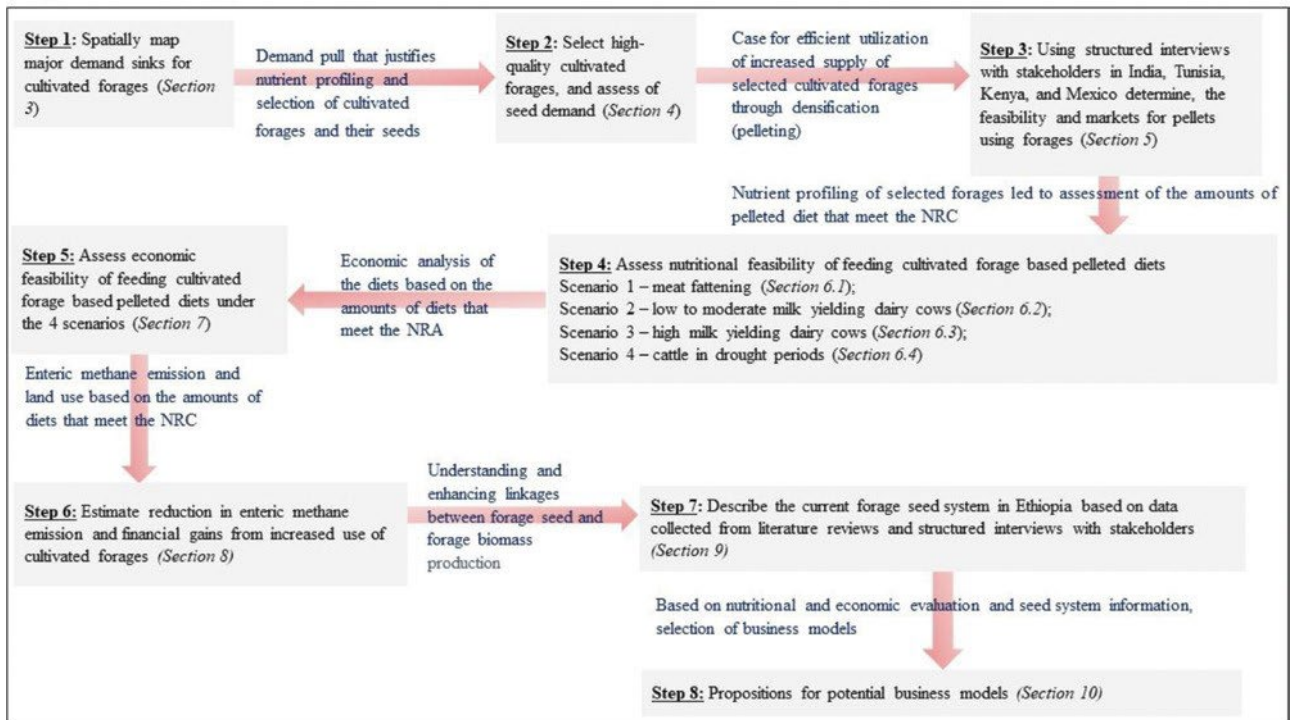 Step 1: Spatially map
major demand sinks for
cultivated forages (Section
3)
Demand pull that justifies
nutrient profiling and
selection of cultivated
forages and their seeds
Step 2: Select high-
quality cultivated
forages, and assess of
seed demand (Section 4)
Case for efficient utilization
of increased supply of
selected cultivated forages
through densification
(pelleting)
Step 3: Using structured interviews
with stakeholders in India, Tunisia,
Kenya, and Mexico determine, the
feasibility and markets for pellets
using forages (Section 5)
Nutrient profiling of selected forages led to assessment of the amounts of
pelleted diet that meet the NRC
Step 4: Assess nutritional feasibility of feeding cultivated forage based pelleted diets
Scenario 1 – meat fattening (Section 6.1);
Scenario 2 – low to moderate milk yielding dairy cows (Section 6.2);
Scenario 3 – high milk yielding dairy cows (Section 6.3);
Scenario 4 – cattle in drought periods (Section 6.4)
Economic analysis of
the diets based on the
amounts of diets that
meet the NRA
Step 5: Assess economic
feasibility of feeding cultivated
forage based pelleted diets under
the 4 scenarios (Section 7)
Enteric methane emission and
land use based on the amounts of
diets that meet the NRC
Step 6: Estimate reduction in enteric methane
emission and financial gains from increased use of
cultivated forages (Section 8)
Understanding and
enhancing linkages
between forage seed and
forage biomass
production
Step 7: Describe the current forage seed system in Ethiopia based on data
collected from literature reviews and structured interviews with stakeholders
(Section 9)
Based on nutritional and economic evaluation and seed system information,
selection of business models
Step 8: Propositions for potential business models (Section 10)